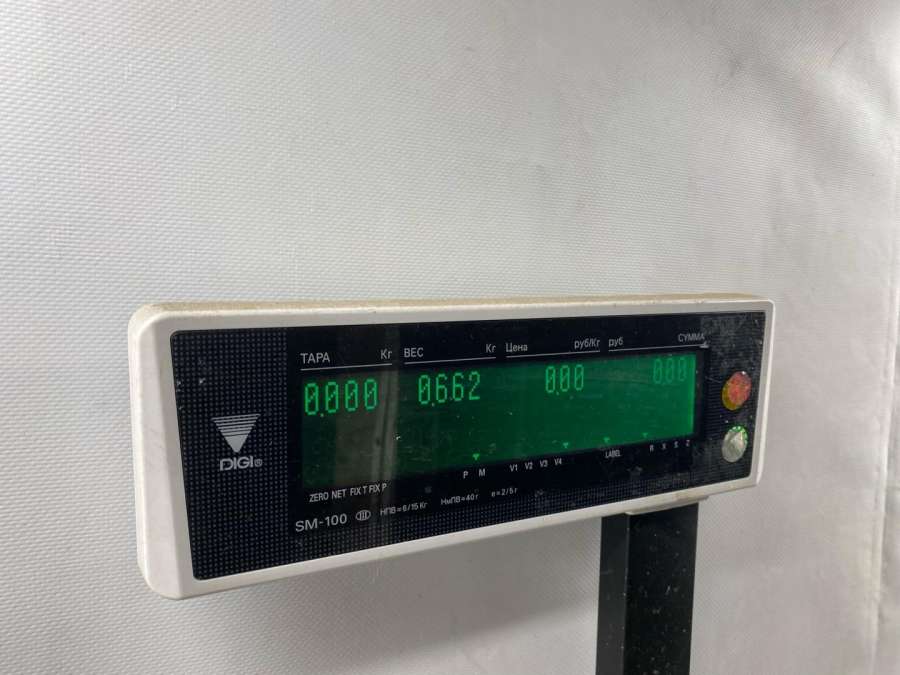 ТАРА Кг ВЕС Кг Цена руб/Кг руб СУММА
0.000 0.662 0.00 0.00
DIGI®
P M V1 V2 V3 V4 LABEL R X S Z
ZERO NET FIX T FIX P
SM-100 III НПВ=6/15 Кг НмПВ=40 г e=2/5 г